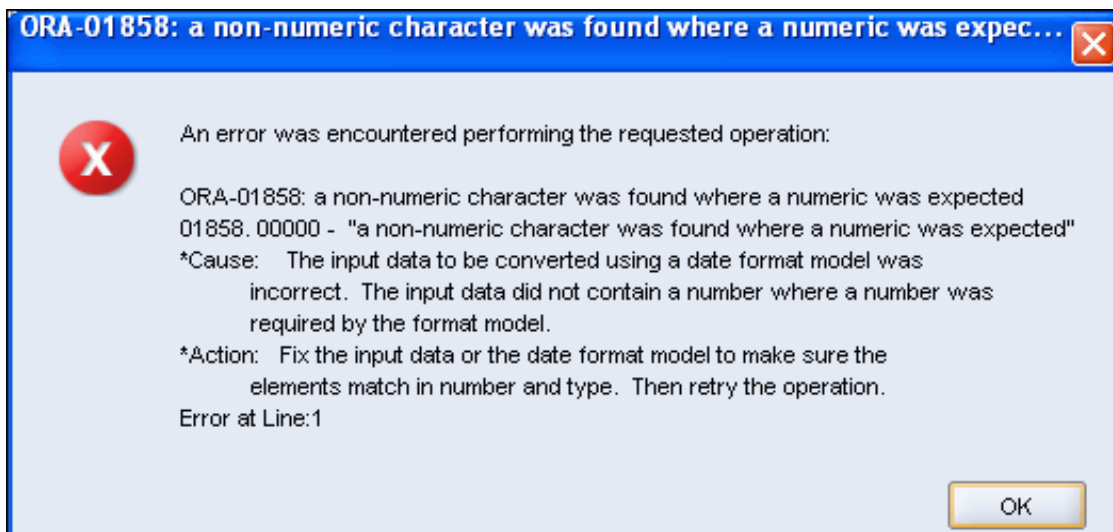 ORA-01858: a non-numeric character was found where a numeric was expec...
An error was encountered performing the requested operation:
ORA-01858: a non-numeric character was found where a numeric was expected
01858. 00000 - "a non-numeric character was found where a numeric was expected"
*Cause: The input data to be converted using a date format model was
incorrect. The input data did not contain a number where a number was
required by the format model.
*Action: Fix the input data or the date format model to make sure the
elements match in number and type. Then retry the operation.
Error at Line:1
OK